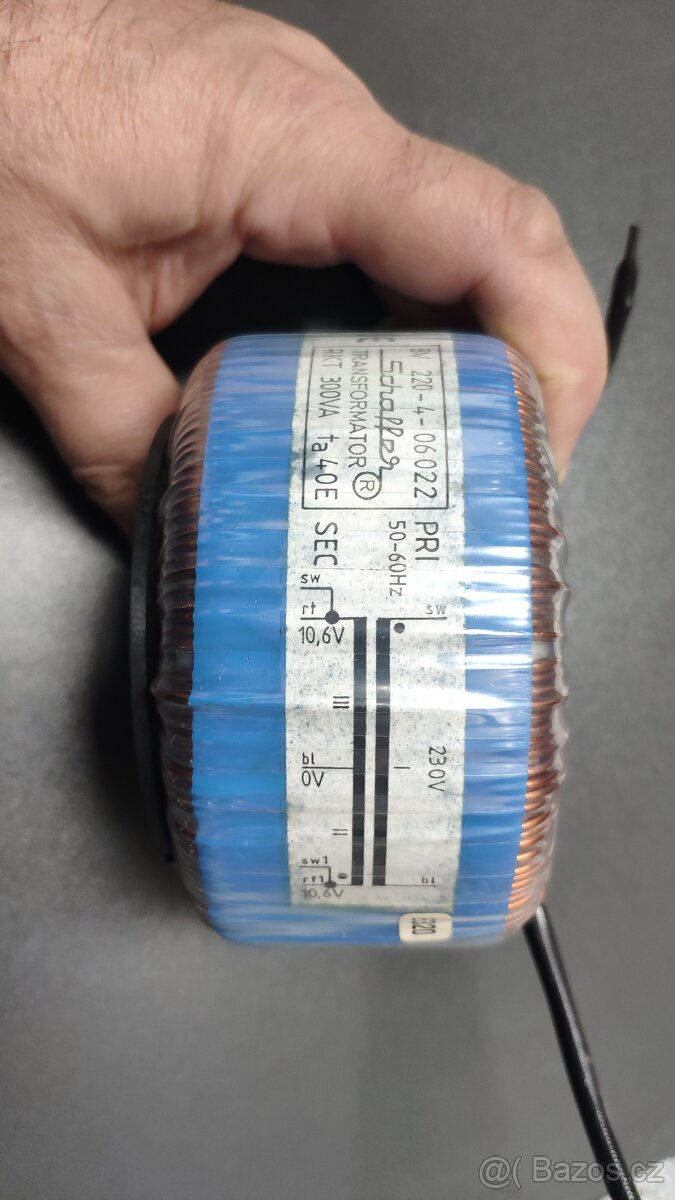 BV 220-4-06022
Schaffer
TRANSFORMATOR ®
RKT 300VA ta40E
PRI
50-60Hz
SEC
sw
rt
10,6V
sw
III
230V
bl
0V
I
II
sw1
rt1
10,6V
bl
@( Bazos.cz